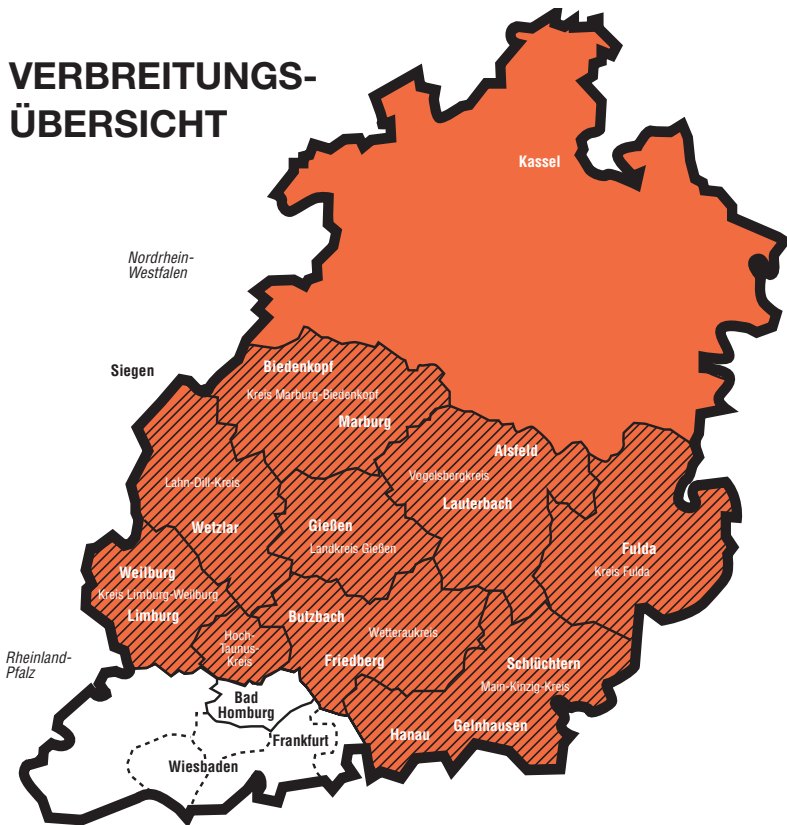 VERBREITUNGS-
ÜBERSICHT
Kassel
Nordrhein-
Westfalen
Siegen
Biedenkopf
Kreis Marburg-Biedenkopf
Marburg
Alsfeld
Vogelsbergkreis
Lauterbach
Lahn-Dill-Kreis
Wetzlar
Gießen
Landkreis Gießen
Fulda
Kreis Fulda
Weilburg
Kreis Limburg-Weilburg
Limburg
Butzbach
Wetteraukreis
Friedberg
Hoch-
Taunus-
Kreis
Schlüchtern
Main-Kinzig-Kreis
Rheinland-
Pfalz
Bad
Homburg
Gelnhausen
Hanau
Frankfurt
Wiesbaden